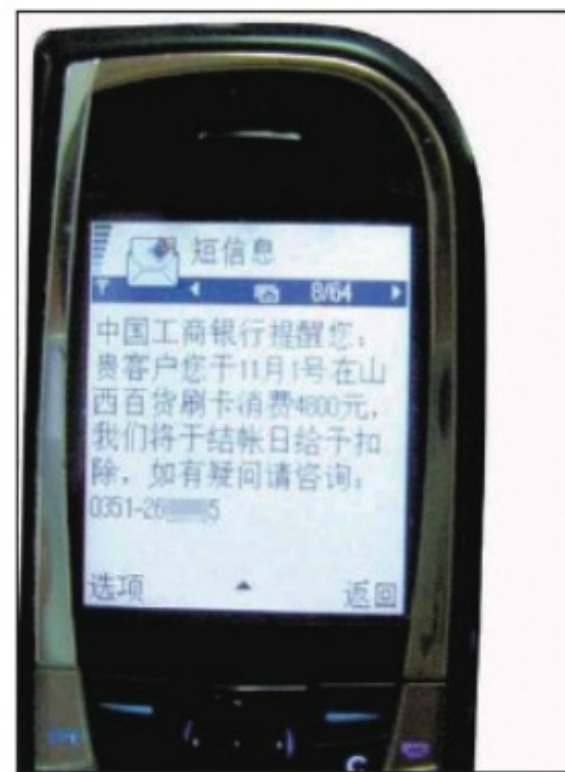 短信息
8/64
中国工商银行提醒您：
贵客户您于11月1号在山
西百货刷卡消费4800元，
我们将于结帐日给予扣
除，如有疑问请咨询：
0351-26 5
选项 返回
C